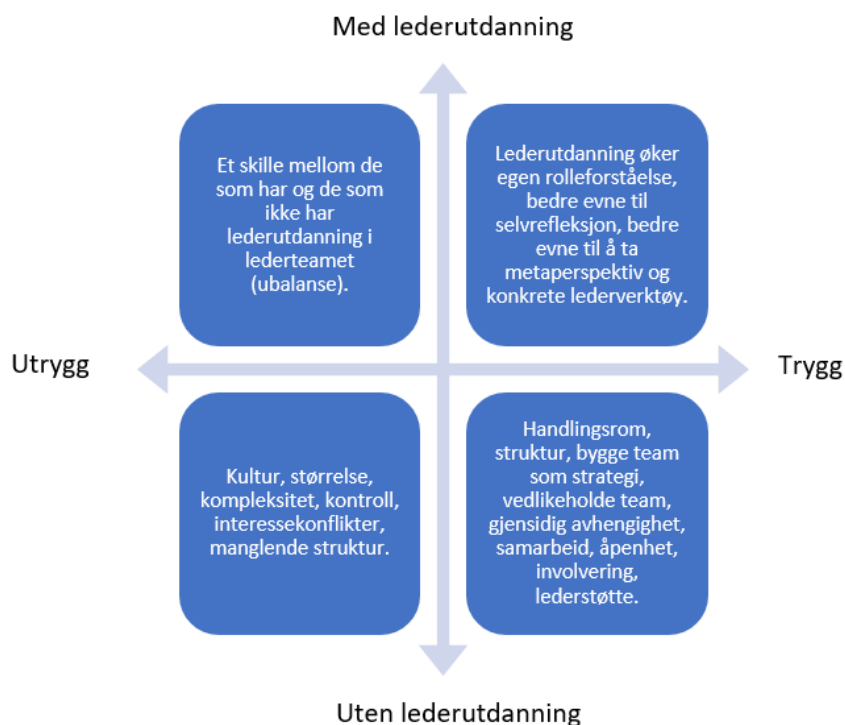 Med lederutdanning
Et skille mellom de
som har og de som
ikke har
lederutdanning i
lederteamet
(ubalanse).
Lederutdanning øker
egen rolleforståelse,
bedre evne til
selvrefleksjon, bedre
evne til å ta
metaperspektiv og
konkrete lederverktøy.
Utrygg
Trygg
Kultur, størrelse,
kompleksitet, kontroll,
interessekonflikter,
manglende struktur.
Handlingsrom,
struktur, bygge team
som strategi,
vedlikeholde team,
gjensidig avhengighet,
samarbeid, åpenhet,
involvering,
lederstøtte.
Uten lederutdanning